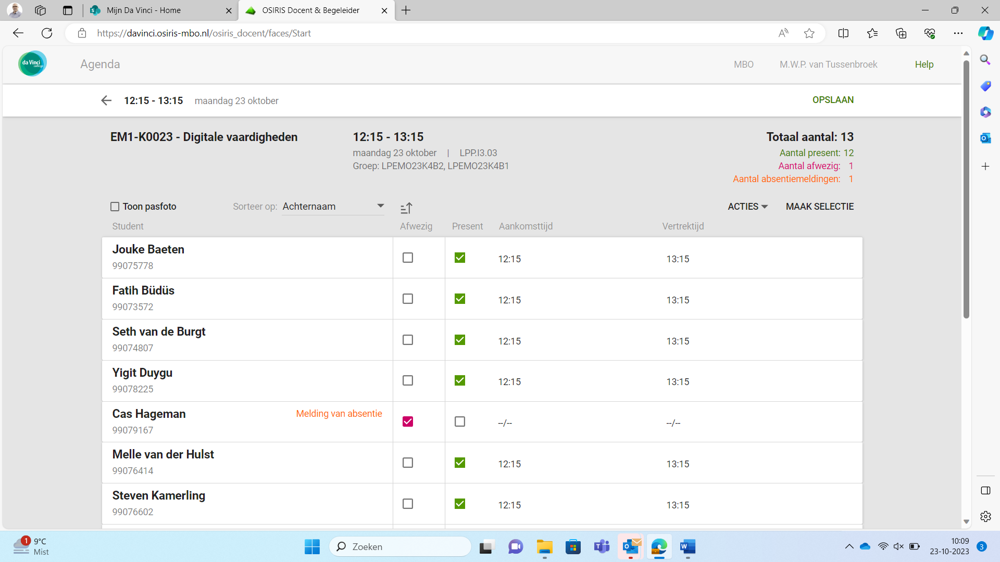 Mijn Da Vinci - Home
OSIRIS Docent & Begeleider
https://davinci.osiris-mbo.nl/osiris_docent/faces/Start
da Vinci college
Agenda
MBO
M.W.P. van Tussenbroek
Help
12:15 - 13:15 maandag 23 oktober
OPSLAAN
EM1-K0023 - Digitale vaardigheden
12:15 - 13:15
maandag 23 oktober | LPP.I3.03
Groep: LPEMO23K4B2, LPEMO23K4B1
Totaal aantal: 13
Aantal present: 12
Aantal afwezig: 1
Aantal absentiemeldingen: 1
Toon pasfoto
Sorteer op: Achternaam
ACTIES
MAAK SELECTIE
Student Afwezig Present Aankomsttijd Vertrektijd
Jouke Baeten
99075778
12:15 13:15
Fatih Büdüs
99073572
12:15 13:15
Seth van de Burgt
99074807
12:15 13:15
Yigit Duygu
99078225
12:15 13:15
Cas Hageman
Melding van absentie
99079167
--/-- --/--
Melle van der Hulst
99076414
12:15 13:15
Steven Kamerling
99076602
12:15 13:15
1
9°C
Mist
Zoeken
10:09
23-10-2023
3